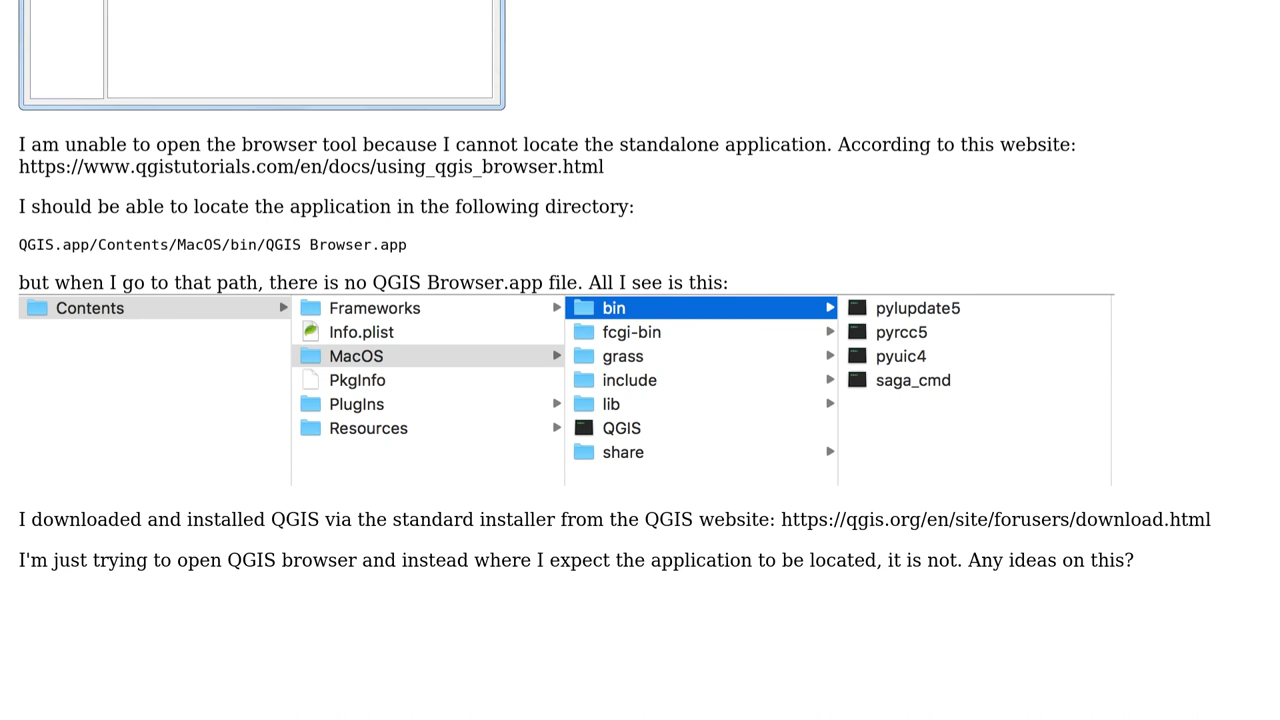 I am unable to open the browser tool because I cannot locate the standalone application. According to this website:
https://www.qgistutorials.com/en/docs/using_qgis_browser.html
I should be able to locate the application in the following directory:
QGIS.app/Contents/MacOS/bin/QGIS Browser.app
but when I go to that path, there is no QGIS Browser.app file. All I see is this:
Contents
Frameworks
Info.plist
MacOS
PkgInfo
PlugIns
Resources
bin
fcgi-bin
grass
include
lib
QGIS
share
pylupdate5
pyrcc5
pyuic4
saga_cmd
I downloaded and installed QGIS via the standard installer from the QGIS website: https://qgis.org/en/site/forusers/download.html
I'm just trying to open QGIS browser and instead where I expect the application to be located, it is not. Any ideas on this?